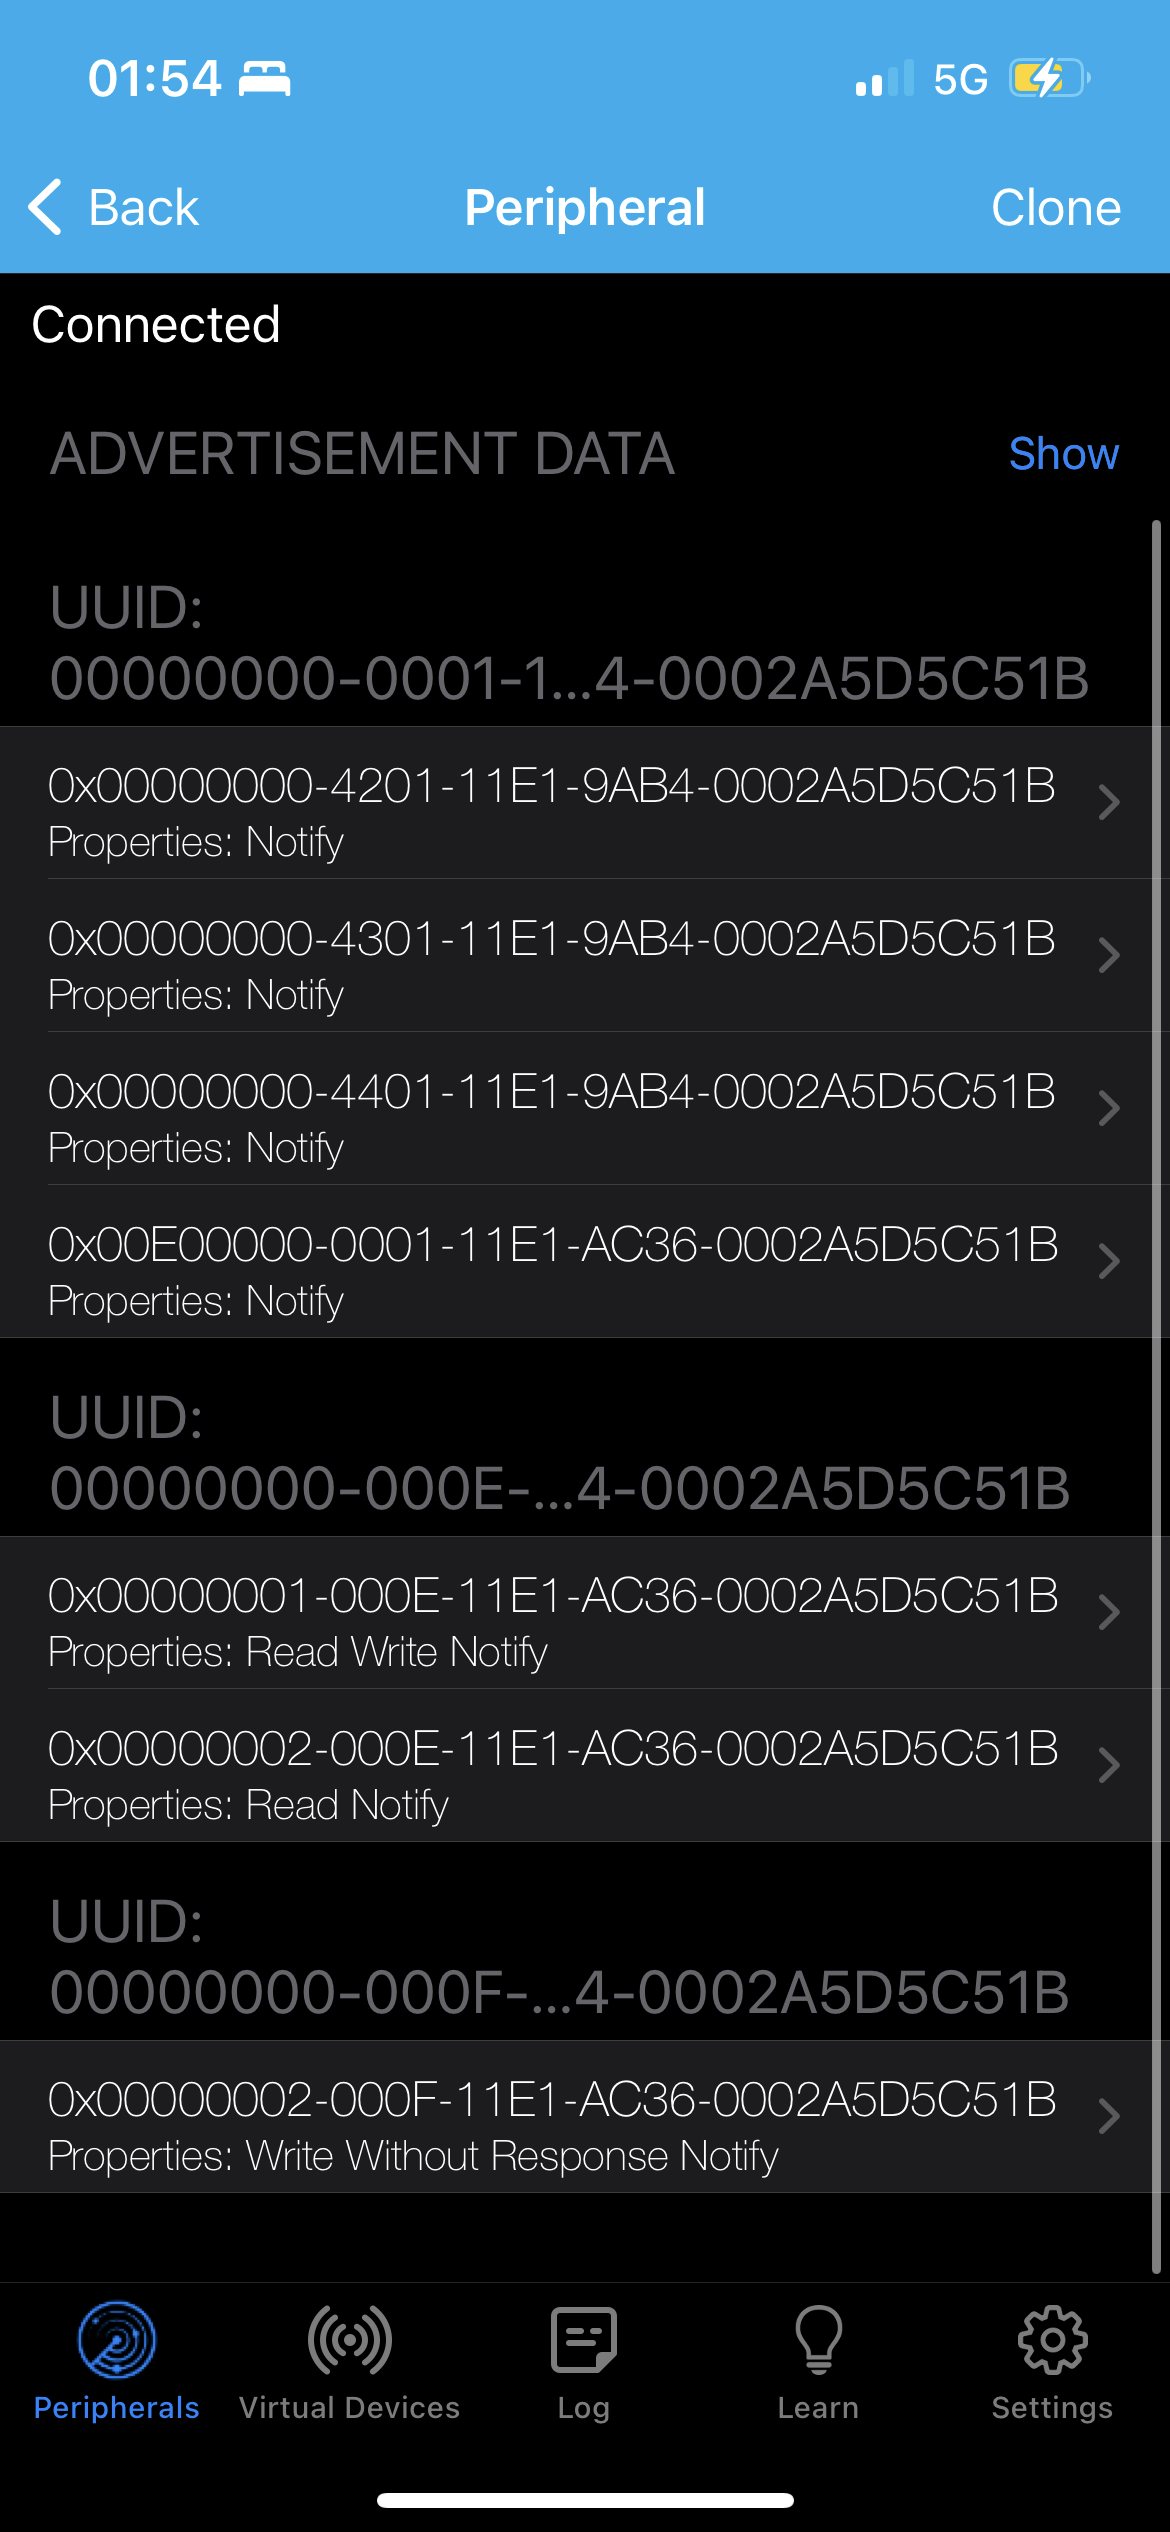 01:54 5G
Back Peripheral Clone
Connected
ADVERTISEMENT DATA Show
UUID:
00000000-0001-1...4-0002A5D5C51B
0x00000000-4201-11E1-9AB4-0002A5D5C51B
Properties: Notify
0x00000000-4301-11E1-9AB4-0002A5D5C51B
Properties: Notify
0x00000000-4401-11E1-9AB4-0002A5D5C51B
Properties: Notify
0x00E00000-0001-11E1-AC36-0002A5D5C51B
Properties: Notify
UUID:
00000000-000E-...4-0002A5D5C51B
0x00000001-000E-11E1-AC36-0002A5D5C51B
Properties: Read Write Notify
0x00000002-000E-11E1-AC36-0002A5D5C51B
Properties: Read Notify
UUID:
00000000-000F-...4-0002A5D5C51B
0x00000002-000F-11E1-AC36-0002A5D5C51B
Properties: Write Without Response Notify
Peripherals Virtual Devices Log Learn Settings